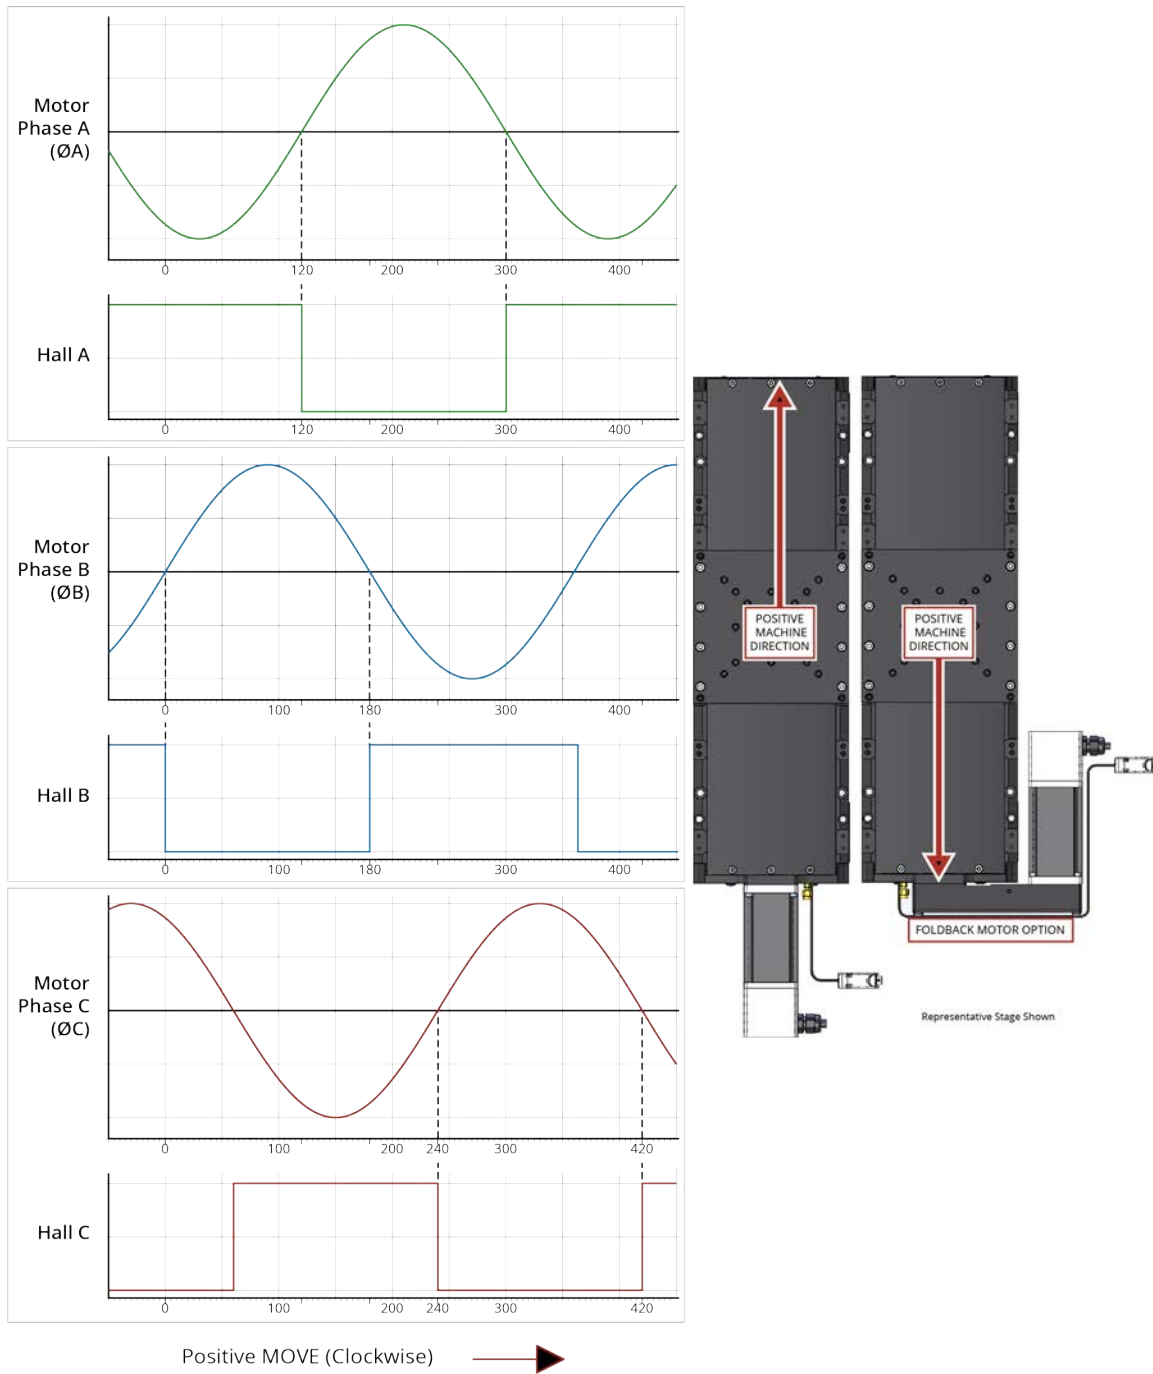 Motor
Phase A
(ØA)
0 120 200 300 400
Hall A
0 120 200 300 400
Motor
Phase B
(ØB)
0 100 180 300 400
Hall B
0 100 180 300 400
Motor
Phase C
(ØC)
0 100 200 240 300 420
Hall C
0 100 200 240 300 420
Positive MOVE (Clockwise)
POSITIVE
MACHINE
DIRECTION
POSITIVE
MACHINE
DIRECTION
FOLDBACK MOTOR OPTION
Representative Stage Shown